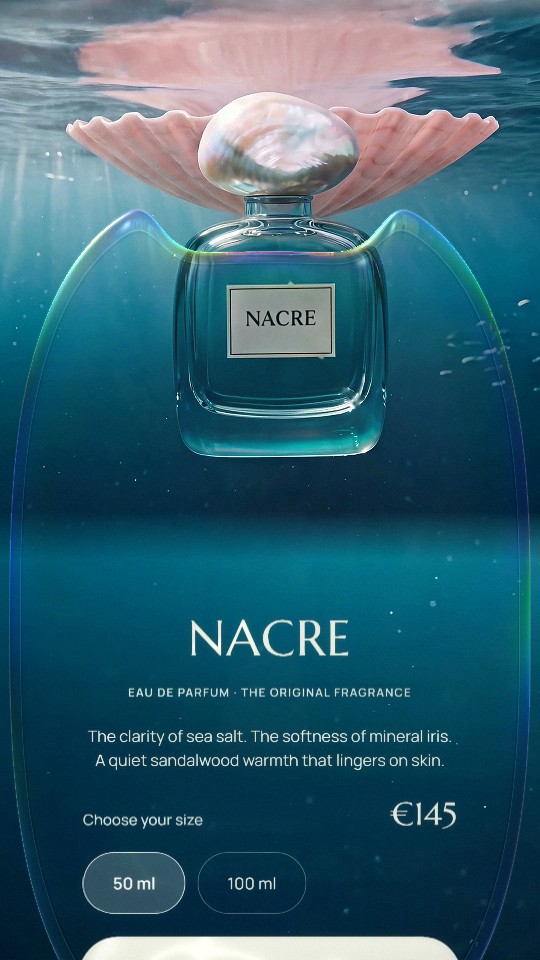 NACRE
NACRE
EAU DE PARFUM · THE ORIGINAL FRAGRANCE
The clarity of sea salt. The softness of mineral iris.
A quiet sandalwood warmth that lingers on skin.
Choose your size
€145
50 ml
100 ml